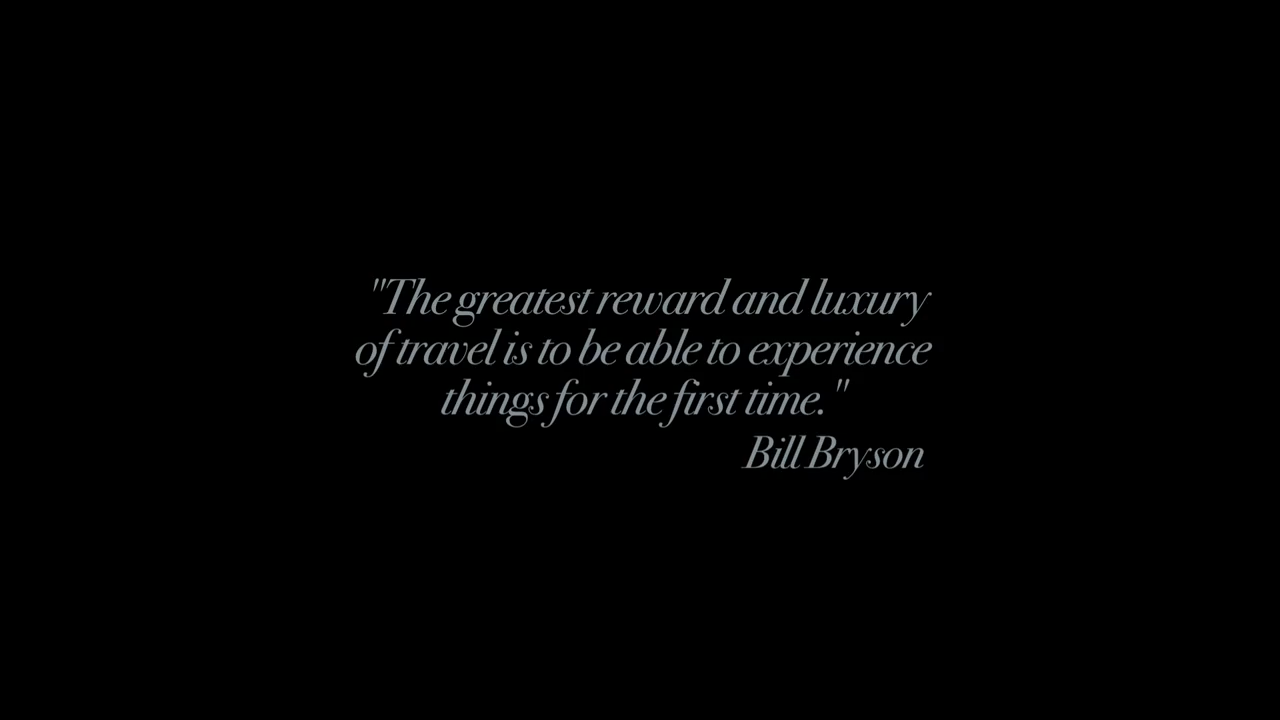 "The greatest reward and luxury
of travel is to be able to experience
things for the first time."
Bill Bryson